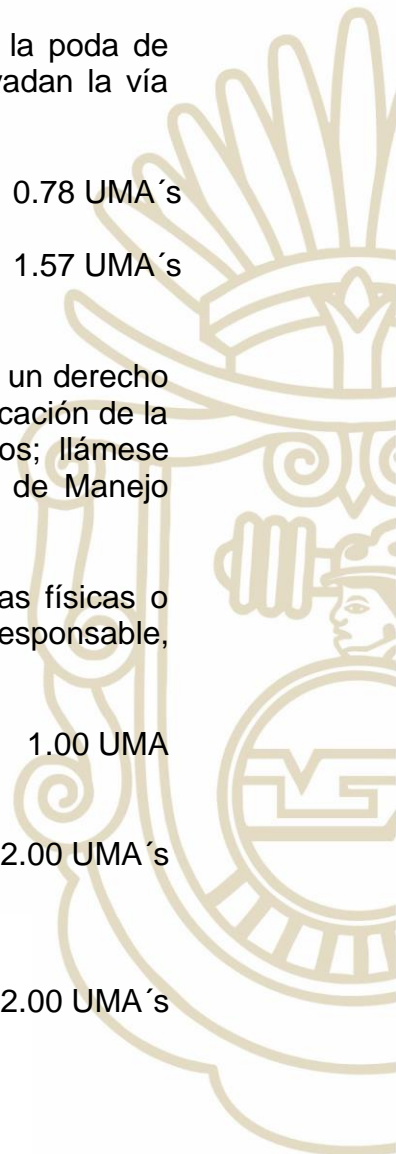 la poda de
vadan la vía
0.78 UMA´s
1.57 UMA´s
un derecho
cación de la
os; llámese
de Manejo
as físicas o
esponsable,
1.00 UMA
2.00 UMA´s
2.00 UMA´s